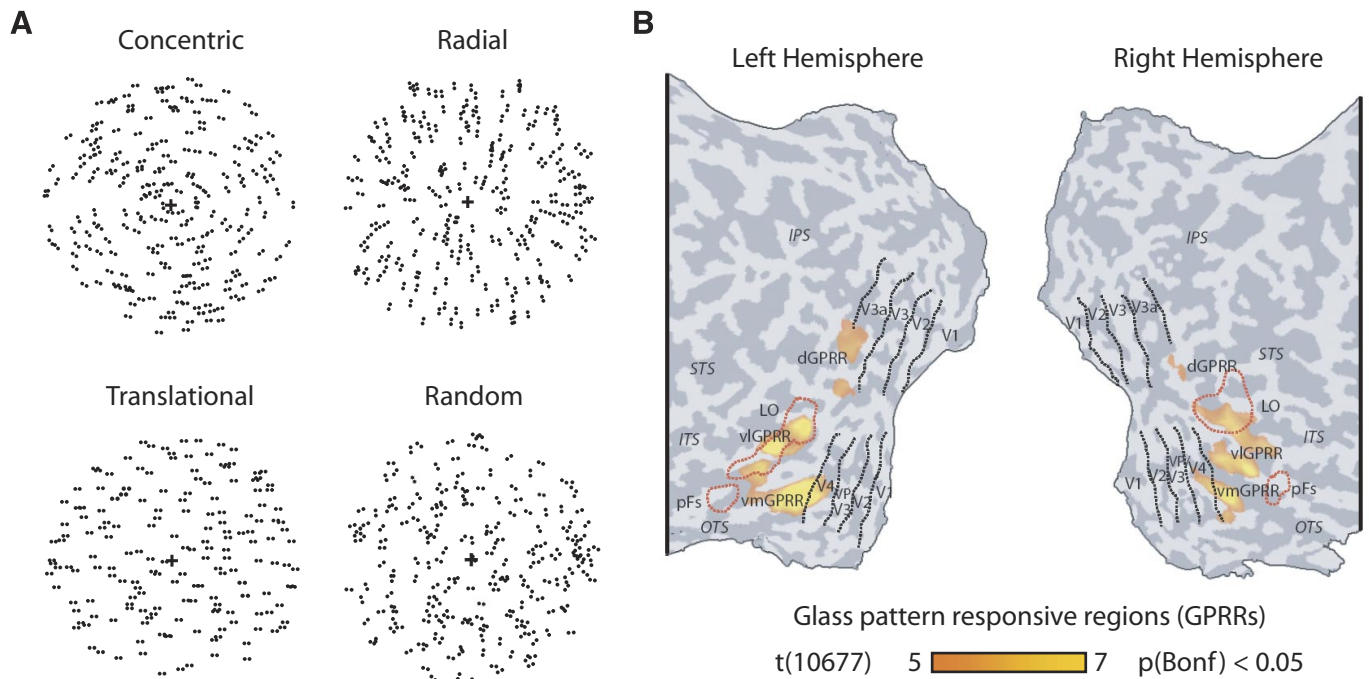 A
Concentric
Radial
Translational
Random
B
Left Hemisphere
Right Hemisphere
IPS
V3a
V3
V2
V1
dGPRR
STS
LO
ITS
vlGPRR
pFs
vmGPRR
V4
VP
V3
V2
V1
OTS
IPS
V1
V2
V3
V3a
dGPRR
STS
LO
ITS
vlGPRR
V1
V2
VP
V3
V4
vmGPRR
pFs
OTS
Glass pattern responsive regions (GPRRs)
t(10677) 5 7 p(Bonf) < 0.05